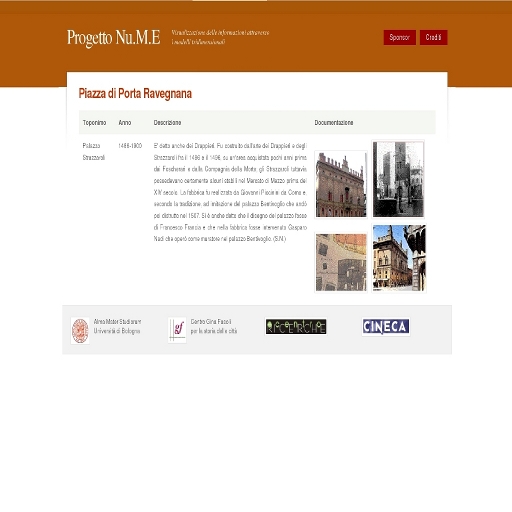 Progetto Nu.M.E
Visualizzazione delle informazioni attraverso
i modelli tridimensionali
Sponsor
Crediti
Piazza di Porta Ravegnana
Toponimo Anno Descrizione Documentazione
Palazzo
Strazzaroli
1496-1900
E' detto anche dei Drappieri. Fu costruito dall'arte dei Drappieri e degli
Strazzaroli fra il 1486 e il 1496, su un'area acquistata pochi anni prima
dai Foscherari e dalla Compagnia della Morte; gli Strazzaroli tuttavia
possedevano certamente alcuni stabili nel Mercato di Mezzo prima del
XIV secolo. La fabbrica fu realizzata da Giovanni Piccinini da Como e,
secondo la tradizione, ad imitazione del palazzo Bentivoglio che andò
poi distrutto nel 1507. Si è anche detto che il disegno del palazzo fosse
di Francesco Francia e che nella fabbrica fosse intervenuto Gasparo
Nadi che operò come muratore nel palazzo Bentivoglio. (S.N.)
Alma Mater Studiorum
Università di Bologna
Centro Gina Fasoli
per la storia delle città
CINECA